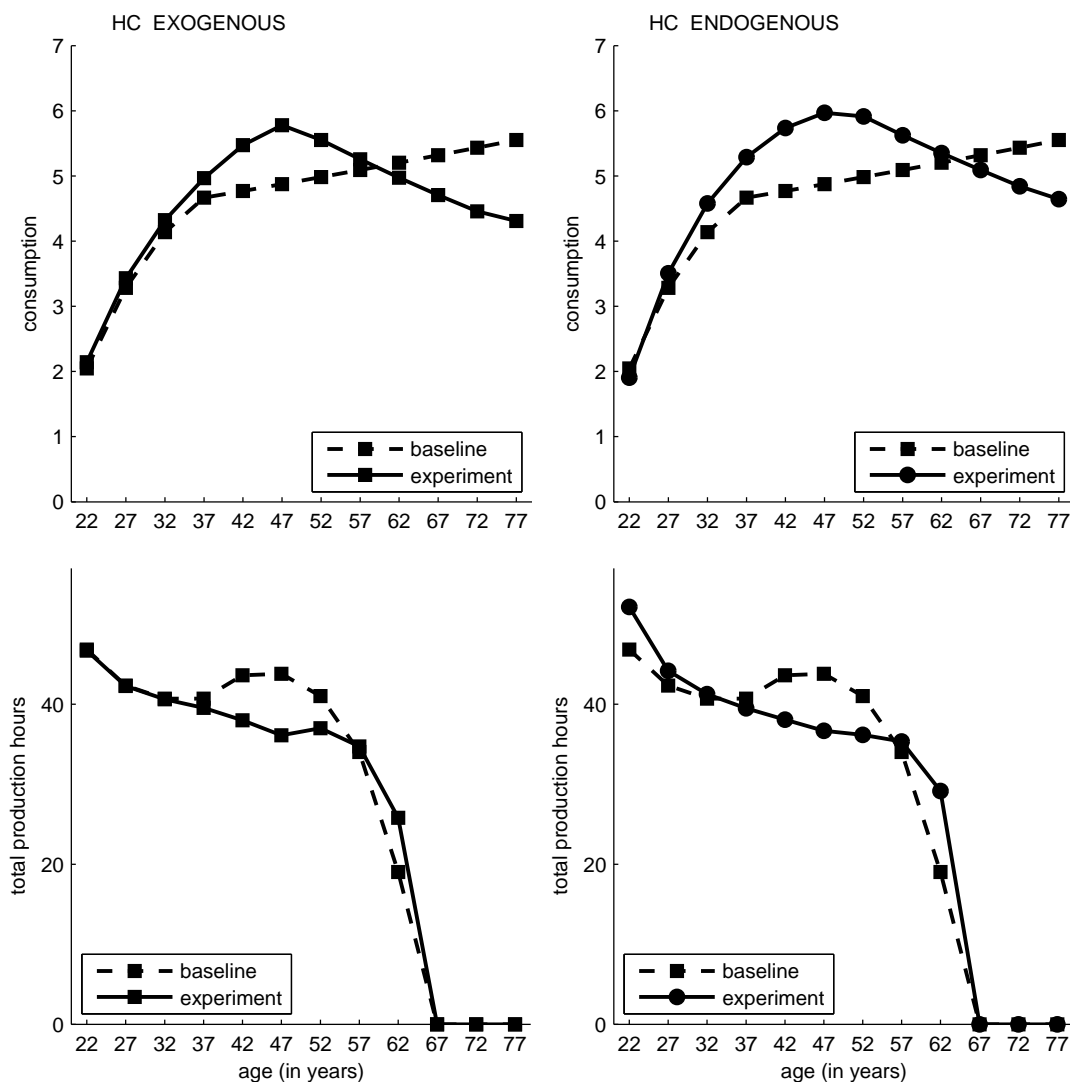 HC EXOGENOUS
7
6
5
4
3
2
1
0
consumption
baseline
experiment
22 27 32 37 42 47 52 57 62 67 72 77
HC ENDOGENOUS
7
6
5
4
3
2
1
0
consumption
baseline
experiment
22 27 32 37 42 47 52 57 62 67 72 77
40
20
0
total production hours
baseline
experiment
22 27 32 37 42 47 52 57 62 67 72 77
age (in years)
40
20
0
total production hours
baseline
experiment
22 27 32 37 42 47 52 57 62 67 72 77
age (in years)